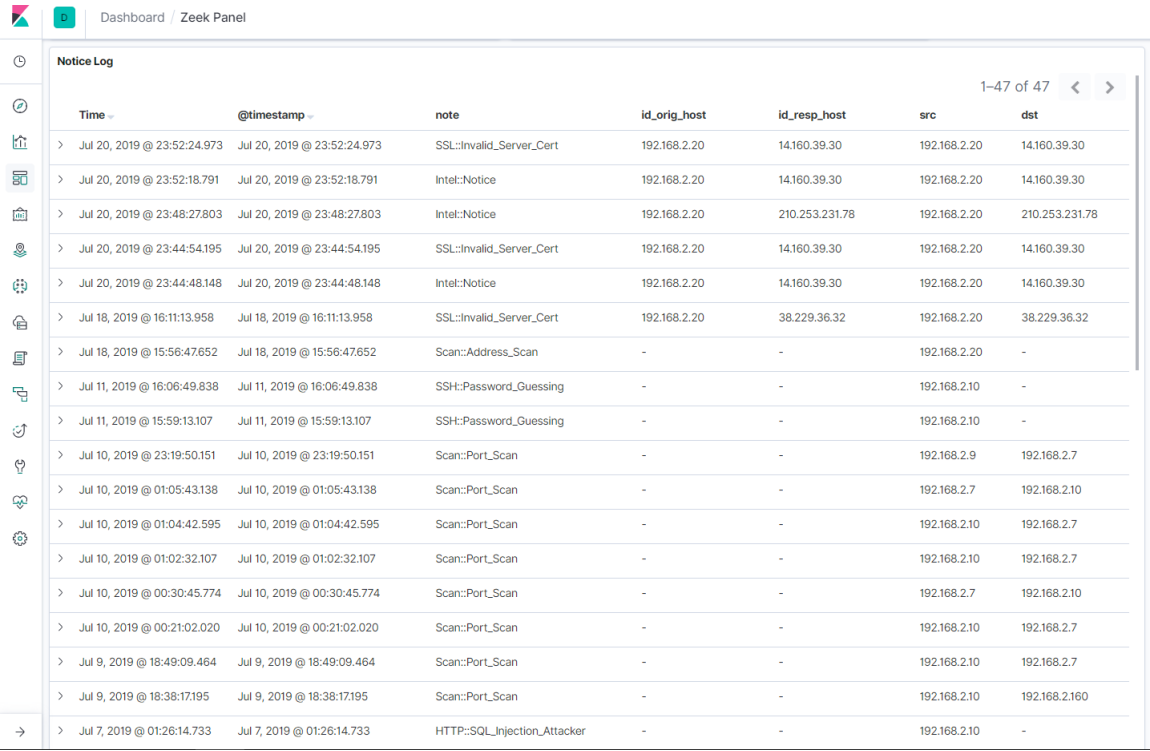 D Dashboard / Zeek Panel
Notice Log
1–47 of 47
Time @timestamp note id_orig_host id_resp_host src dst
Jul 20, 2019 @ 23:52:24.973 Jul 20, 2019 @ 23:52:24.973 SSL::Invalid_Server_Cert 192.168.2.20 14.160.39.30 192.168.2.20 14.160.39.30
Jul 20, 2019 @ 23:52:18.791 Jul 20, 2019 @ 23:52:18.791 Intel::Notice 192.168.2.20 14.160.39.30 192.168.2.20 14.160.39.30
Jul 20, 2019 @ 23:48:27.803 Jul 20, 2019 @ 23:48:27.803 Intel::Notice 192.168.2.20 210.253.231.78 192.168.2.20 210.253.231.78
Jul 20, 2019 @ 23:44:54.195 Jul 20, 2019 @ 23:44:54.195 SSL::Invalid_Server_Cert 192.168.2.20 14.160.39.30 192.168.2.20 14.160.39.30
Jul 20, 2019 @ 23:44:48.148 Jul 20, 2019 @ 23:44:48.148 Intel::Notice 192.168.2.20 14.160.39.30 192.168.2.20 14.160.39.30
Jul 18, 2019 @ 16:11:13.958 Jul 18, 2019 @ 16:11:13.958 SSL::Invalid_Server_Cert 192.168.2.20 38.229.36.32 192.168.2.20 38.229.36.32
Jul 18, 2019 @ 15:56:47.652 Jul 18, 2019 @ 15:56:47.652 Scan::Address_Scan - - 192.168.2.20 -
Jul 11, 2019 @ 16:06:49.838 Jul 11, 2019 @ 16:06:49.838 SSH::Password_Guessing - - 192.168.2.10 -
Jul 11, 2019 @ 15:59:13.107 Jul 11, 2019 @ 15:59:13.107 SSH::Password_Guessing - - 192.168.2.10 -
Jul 10, 2019 @ 23:19:50.151 Jul 10, 2019 @ 23:19:50.151 Scan::Port_Scan - - 192.168.2.9 192.168.2.7
Jul 10, 2019 @ 01:05:43.138 Jul 10, 2019 @ 01:05:43.138 Scan::Port_Scan - - 192.168.2.7 192.168.2.10
Jul 10, 2019 @ 01:04:42.595 Jul 10, 2019 @ 01:04:42.595 Scan::Port_Scan - - 192.168.2.10 192.168.2.7
Jul 10, 2019 @ 01:02:32.107 Jul 10, 2019 @ 01:02:32.107 Scan::Port_Scan - - 192.168.2.10 192.168.2.7
Jul 10, 2019 @ 00:30:45.774 Jul 10, 2019 @ 00:30:45.774 Scan::Port_Scan - - 192.168.2.7 192.168.2.10
Jul 10, 2019 @ 00:21:02.020 Jul 10, 2019 @ 00:21:02.020 Scan::Port_Scan - - 192.168.2.10 192.168.2.7
Jul 9, 2019 @ 18:49:09.464 Jul 9, 2019 @ 18:49:09.464 Scan::Port_Scan - - 192.168.2.10 192.168.2.7
Jul 9, 2019 @ 18:38:17.195 Jul 9, 2019 @ 18:38:17.195 Scan::Port_Scan - - 192.168.2.10 192.168.2.160
Jul 7, 2019 @ 01:26:14.733 Jul 7, 2019 @ 01:26:14.733 HTTP::SQL_Injection_Attacker - - 192.168.2.10 -